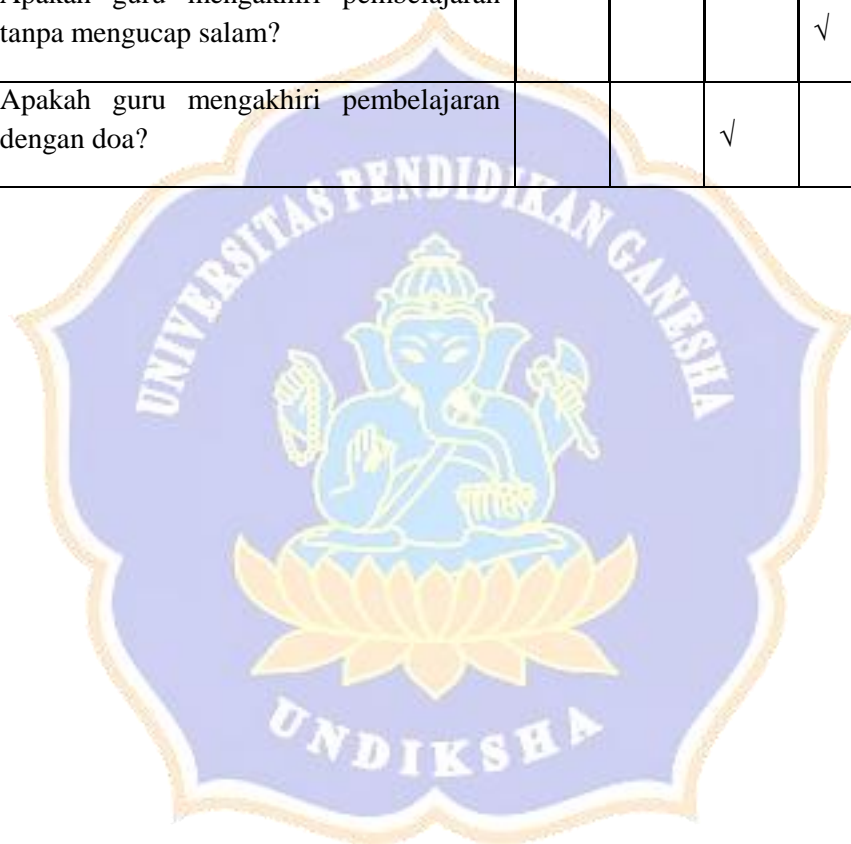 Apakah guru mengakhiri pembelajaran
tanpa mengucap salam? √
Apakah guru mengakhiri pembelajaran
dengan doa? √
UNIVERSITAS PENDIDIKAN GANESHA
UNDIKSHA